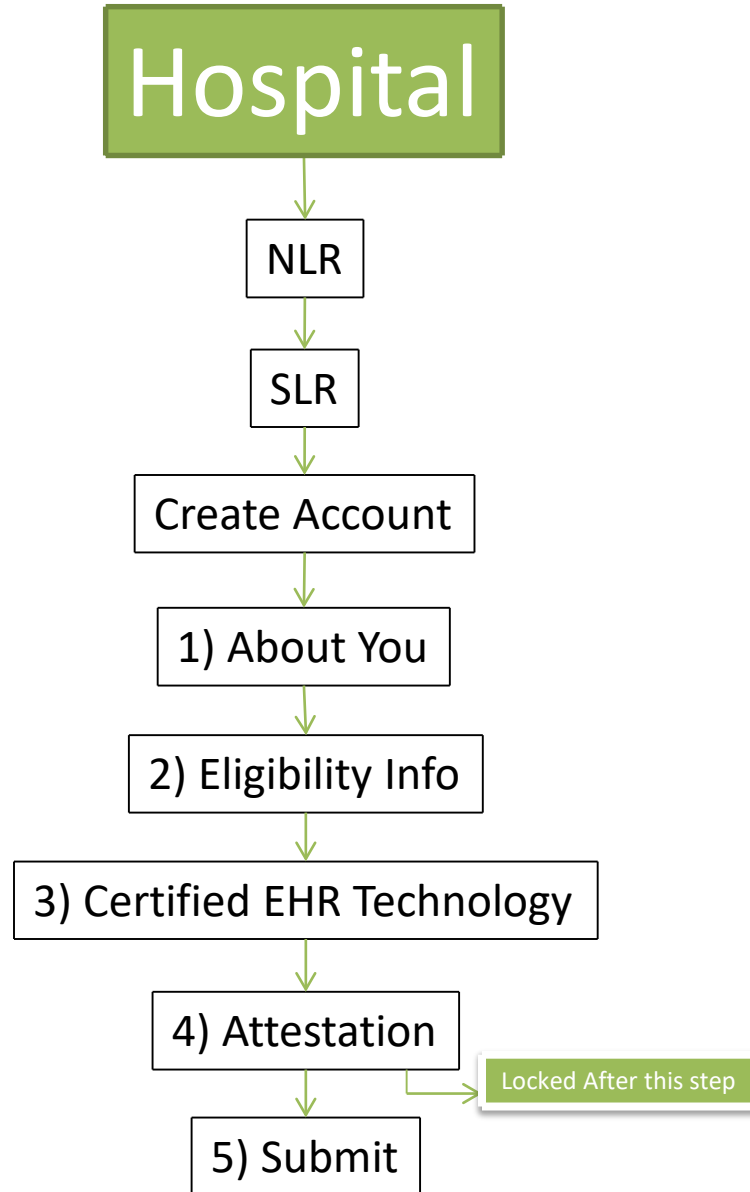 Hospital
NLR
SLR
Create Account
1) About You
2) Eligibility Info
3) Certified EHR Technology
4) Attestation
Locked After this step
5) Submit